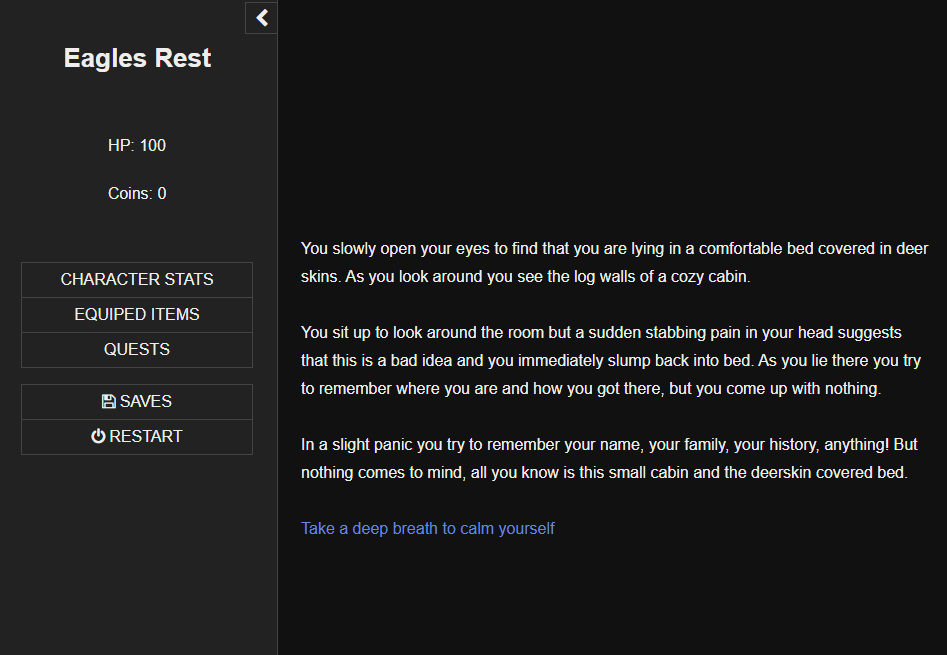 Eagles Rest
HP: 100
Coins: 0
CHARACTER STATS
EQUIPED ITEMS
QUESTS
SAVES
RESTART
You slowly open your eyes to find that you are lying in a comfortable bed covered in deer
skins. As you look around you see the log walls of a cozy cabin.
You sit up to look around the room but a sudden stabbing pain in your head suggests
that this is a bad idea and you immediately slump back into bed. As you lie there you try
to remember where you are and how you got there, but you come up with nothing.
In a slight panic you try to remember your name, your family, your history, anything! But
nothing comes to mind, all you know is this small cabin and the deerskin covered bed.
Take a deep breath to calm yourself